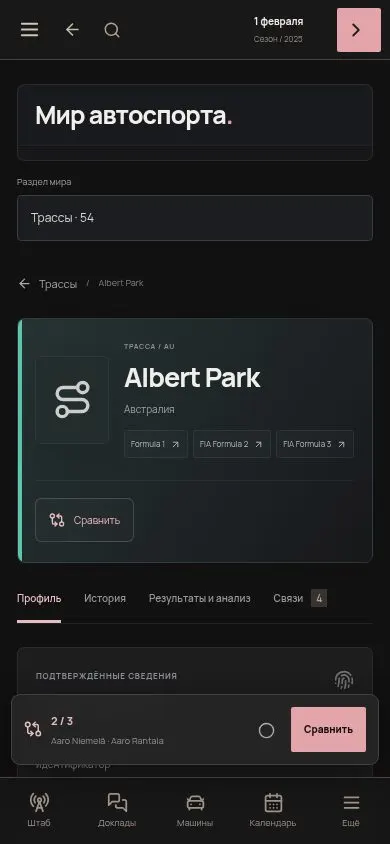 1 февраля
Сезон / 2025
Мир автоспорта.
Раздел мира
Трассы · 54
Трассы / Albert Park
ТРАССА / AU
Albert Park
Австралия
Formula 1
FIA Formula 2
FIA Formula 3
Сравнить
Профиль
История
Результаты и анализ
Связи 4
ПОДТВЕРЖДЁННЫЕ СВЕДЕНИЯ
2 / 3
Aaro Niemelä · Aaro Rantala
Сравнить
идентификатор
Штаб
Доклады
Машины
Календарь
Ещё